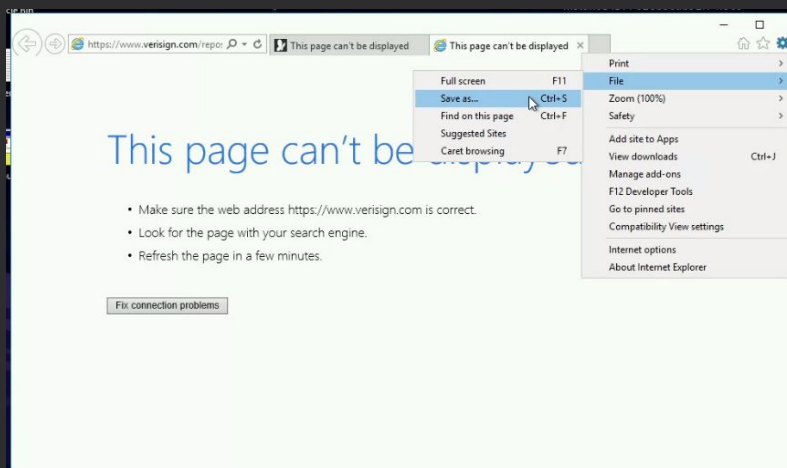 https://www.verisign.com/repo:
This page can't be displayed
This page can't be displayed
Full screen F11
Save as... Ctrl+S
Find on this page Ctrl+F
Suggested Sites
Caret browsing F7
Print
File
Zoom (100%)
Safety
Add site to Apps
View downloads Ctrl+J
Manage add-ons
F12 Developer Tools
Go to pinned sites
Compatibility View settings
Internet options
About Internet Explorer
This page can't be displayed
• Make sure the web address https://www.verisign.com is correct.
• Look for the page with your search engine.
• Refresh the page in a few minutes.
Fix connection problems